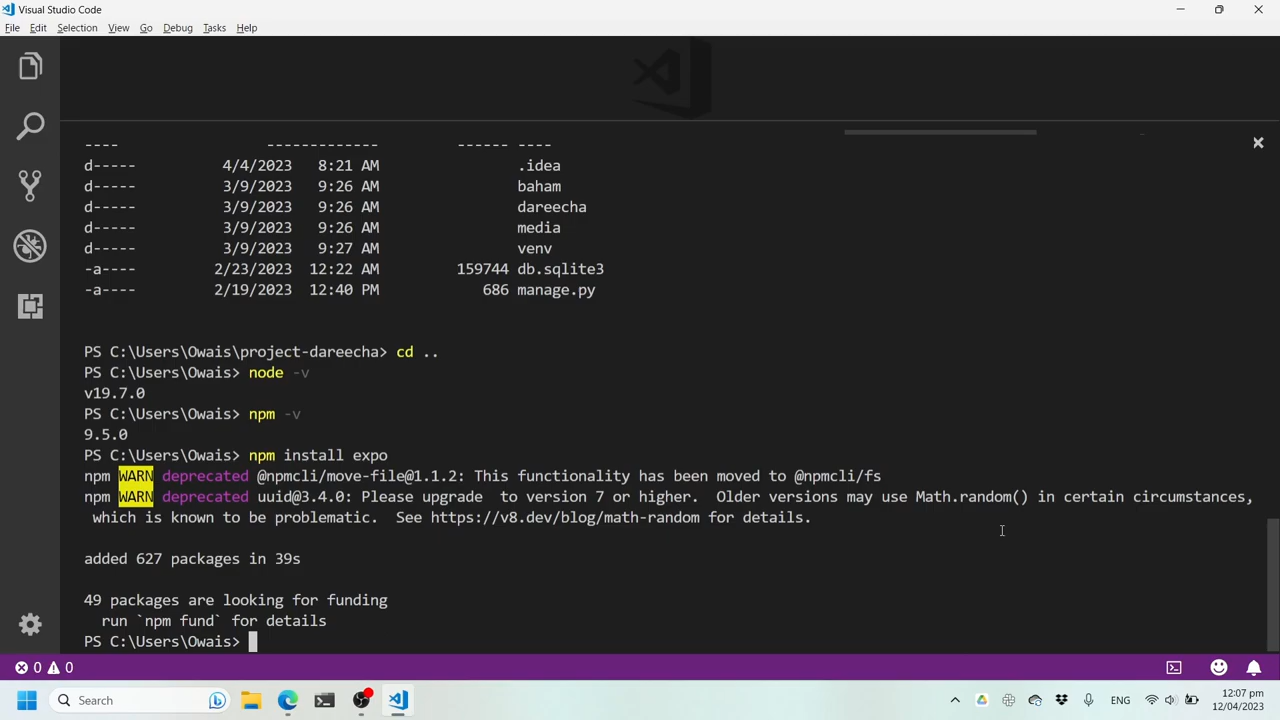 Visual Studio Code
File Edit Selection View Go Debug Tasks Help
---- ------------- ------ ----
d----- 4/4/2023 8:21 AM .idea
d----- 3/9/2023 9:26 AM baham
d----- 3/9/2023 9:26 AM dareecha
d----- 3/9/2023 9:26 AM media
d----- 3/9/2023 9:27 AM venv
-a---- 2/23/2023 12:22 AM 159744 db.sqlite3
-a---- 2/19/2023 12:40 PM 686 manage.py
PS C:\Users\Owais\project-dareecha> cd ..
PS C:\Users\Owais> node -v
v19.7.0
PS C:\Users\Owais> npm -v
9.5.0
PS C:\Users\Owais> npm install expo
npm WARN deprecated @npmcli/move-file@1.1.2: This functionality has been moved to @npmcli/fs
npm WARN deprecated uuid@3.4.0: Please upgrade  to version 7 or higher.  Older versions may use Math.random() in certain circumstances,
which is known to be problematic.  See https://v8.dev/blog/math-random for details.
added 627 packages in 39s
49 packages are looking for funding
run `npm fund` for details
PS C:\Users\Owais>
0 0
Search
ENG
12:07 pm
12/04/2023